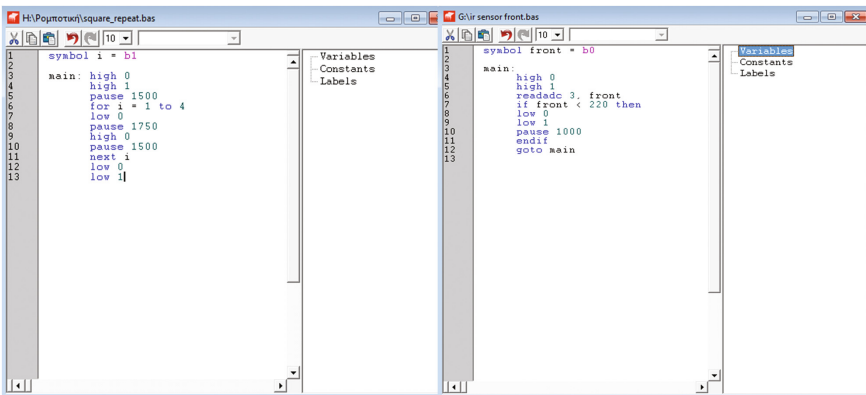 H:\Ρομποτική\square_repeat.bas
10
1 symbol i = b1
2
3 main: high 0
4 high 1
5 pause 1500
6 for i = 1 to 4
7 low 0
8 pause 1750
9 high 0
10 pause 1500
11 next i
12 low 0
13 low 1
Variables
Constants
Labels
G:\ir sensor front.bas
10
1 symbol front = b0
2
3 main:
4 high 0
5 high 1
6 readadc 3, front
7 if front < 220 then
8 low 0
9 low 1
10 pause 1000
11 endif
12 goto main
13
Variables
Constants
Labels